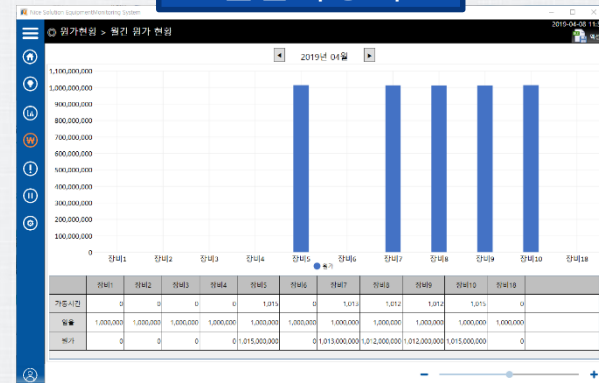 Nice Solution EquipmentMonitoring System
2019-04-08 11:5
◎ 원가현황 > 월간 원가 현황
엑셀
2019년 04월
1,100,000,000
1,000,000,000
900,000,000
800,000,000
700,000,000
600,000,000
500,000,000
400,000,000
300,000,000
200,000,000
100,000,000
0
장비1 장비2 장비3 장비4 장비5 장비6 장비7 장비8 장비9 장비10 장비18
원가
장비1 장비2 장비3 장비4 장비5 장비6 장비7 장비8 장비9 장비10 장비18
가동시간 0 0 0 0 1,015 0 1,013 1,012 1,012 1,015 0
임율 1,000,000 1,000,000 1,000,000 1,000,000 1,000,000 1,000,000 1,000,000 1,000,000 1,000,000 1,000,000 1,000,000
원가 0 0 0 0 1,015,000,000 0 1,013,000,000 1,012,000,000 1,012,000,000 1,015,000,000 0